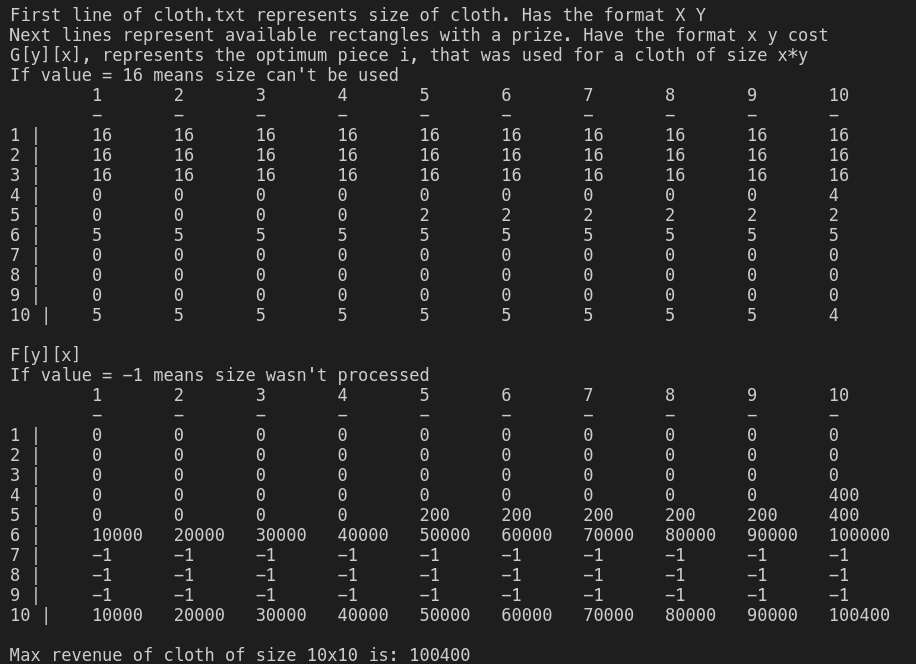 First line of cloth.txt represents size of cloth. Has the format X Y
Next lines represent available rectangles with a prize. Have the format x y cost
G[y][x], represents the optimum piece i, that was used for a cloth of size x*y
If value = 16 means size can't be used
1 2 3 4 5 6 7 8 9 10
– – – – – – – – – –
1 | 16 16 16 16 16 16 16 16 16 16
2 | 16 16 16 16 16 16 16 16 16 16
3 | 16 16 16 16 16 16 16 16 16 16
4 | 0 0 0 0 0 0 0 0 0 4
5 | 0 0 0 0 2 2 2 2 2 2
6 | 5 5 5 5 5 5 5 5 5 5
7 | 0 0 0 0 0 0 0 0 0 0
8 | 0 0 0 0 0 0 0 0 0 0
9 | 0 0 0 0 0 0 0 0 0 0
10 | 5 5 5 5 5 5 5 5 5 4
F[y][x]
If value = –1 means size wasn't processed
1 2 3 4 5 6 7 8 9 10
– – – – – – – – – –
1 | 0 0 0 0 0 0 0 0 0 0
2 | 0 0 0 0 0 0 0 0 0 0
3 | 0 0 0 0 0 0 0 0 0 0
4 | 0 0 0 0 0 0 0 0 0 400
5 | 0 0 0 0 200 200 200 200 200 400
6 | 10000 20000 30000 40000 50000 60000 70000 80000 90000 100000
7 | –1 –1 –1 –1 –1 –1 –1 –1 –1 –1
8 | –1 –1 –1 –1 –1 –1 –1 –1 –1 –1
9 | –1 –1 –1 –1 –1 –1 –1 –1 –1 –1
10 | 10000 20000 30000 40000 50000 60000 70000 80000 90000 100400
Max revenue of cloth of size 10x10 is: 100400